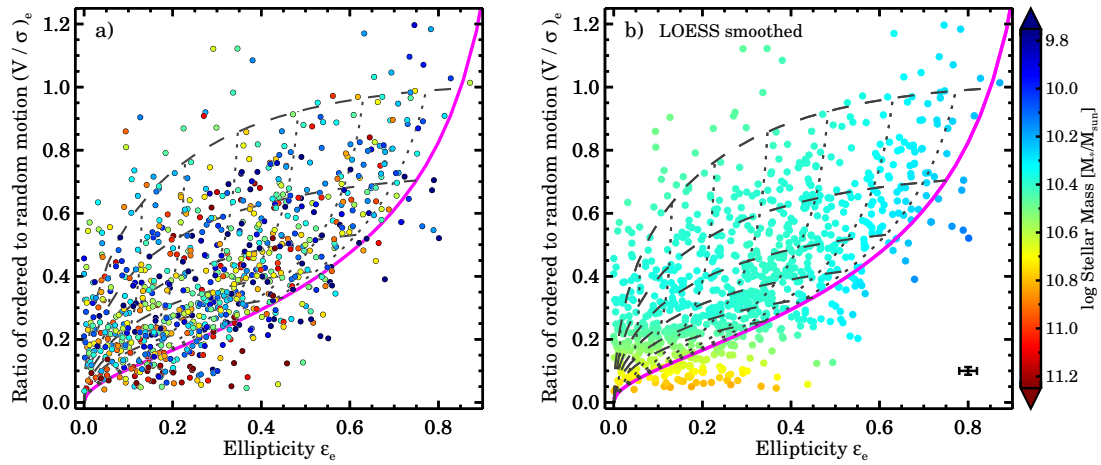 a)
Ratio of ordered to random motion (V / σ )e
1.2
1.0
0.8
0.6
0.4
0.2
0.0
0.0 0.2 0.4 0.6 0.8
Ellipticity εe
b) LOESS smoothed
Ratio of ordered to random motion (V / σ )e
1.2
1.0
0.8
0.6
0.4
0.2
0.0
0.0 0.2 0.4 0.6 0.8
Ellipticity εe
9.8
10.0
10.2
10.4
10.6
10.8
11.0
11.2
log Stellar Mass [M*/Msun]